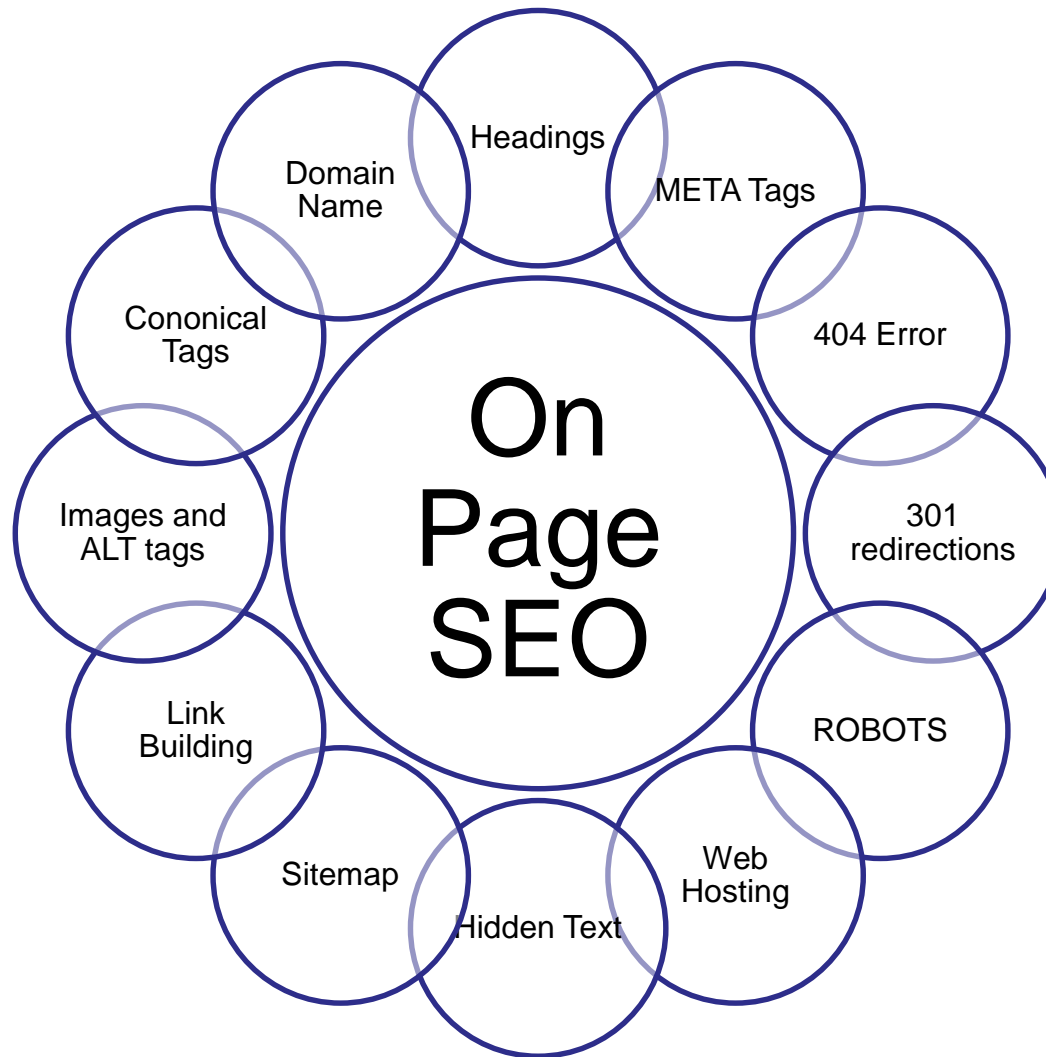 On
Page
SEO
Headings
META Tags
404 Error
301
redirections
ROBOTS
Web
Hosting
Hidden Text
Sitemap
Link
Building
Images and
ALT tags
Cononical
Tags
Domain
Name